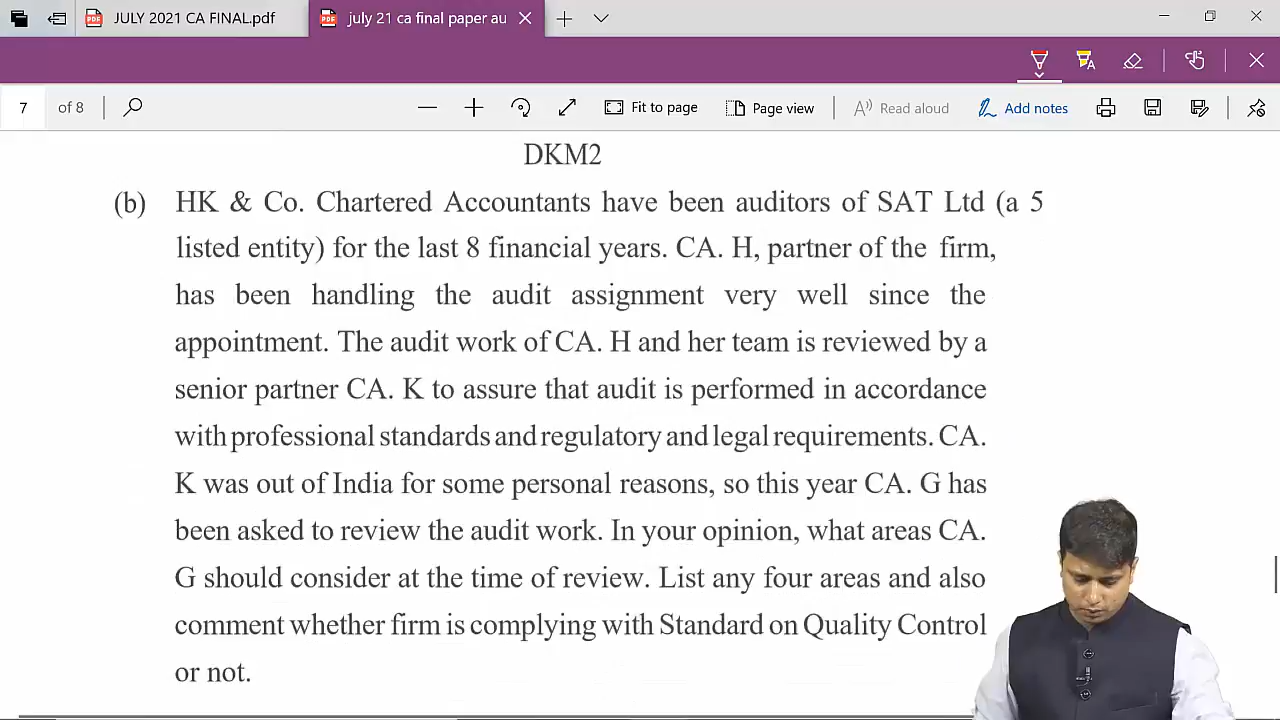 JULY 2021 CA FINAL.pdf
july 21 ca final paper au
7 of 8
Fit to page
Page view
Read aloud
Add notes
DKM2
(b) HK & Co. Chartered Accountants have been auditors of SAT Ltd (a 5
listed entity) for the last 8 financial years. CA. H, partner of the firm,
has been handling the audit assignment very well since the
appointment. The audit work of CA. H and her team is reviewed by a
senior partner CA. K to assure that audit is performed in accordance
with professional standards and regulatory and legal requirements. CA.
K was out of India for some personal reasons, so this year CA. G has
been asked to review the audit work. In your opinion, what areas CA.
G should consider at the time of review. List any four areas and also
comment whether firm is complying with Standard on Quality Control
or not.